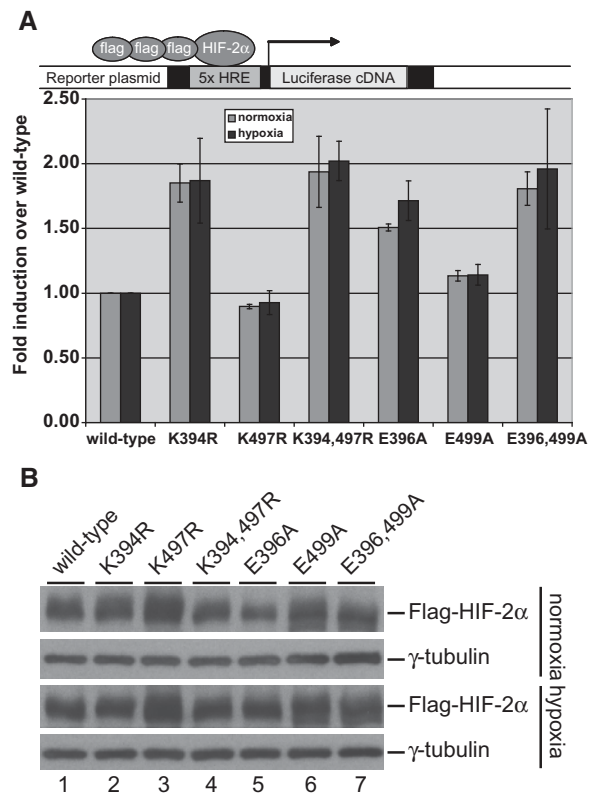 A
flag flag flag HIF-2α
Reporter plasmid 5x HRE Luciferase cDNA
Fold induction over wild-type
2.50
2.00
1.50
1.00
0.50
0.00
normoxia
hypoxia
wild-type K394R K497R K394,497R E396A E499A E396,499A
B
wild-type K394R K497R K394,497R E396A E499A E396,499A
Flag-HIF-2α
γ-tubulin
normoxia
Flag-HIF-2α
γ-tubulin
hypoxia
1 2 3 4 5 6 7